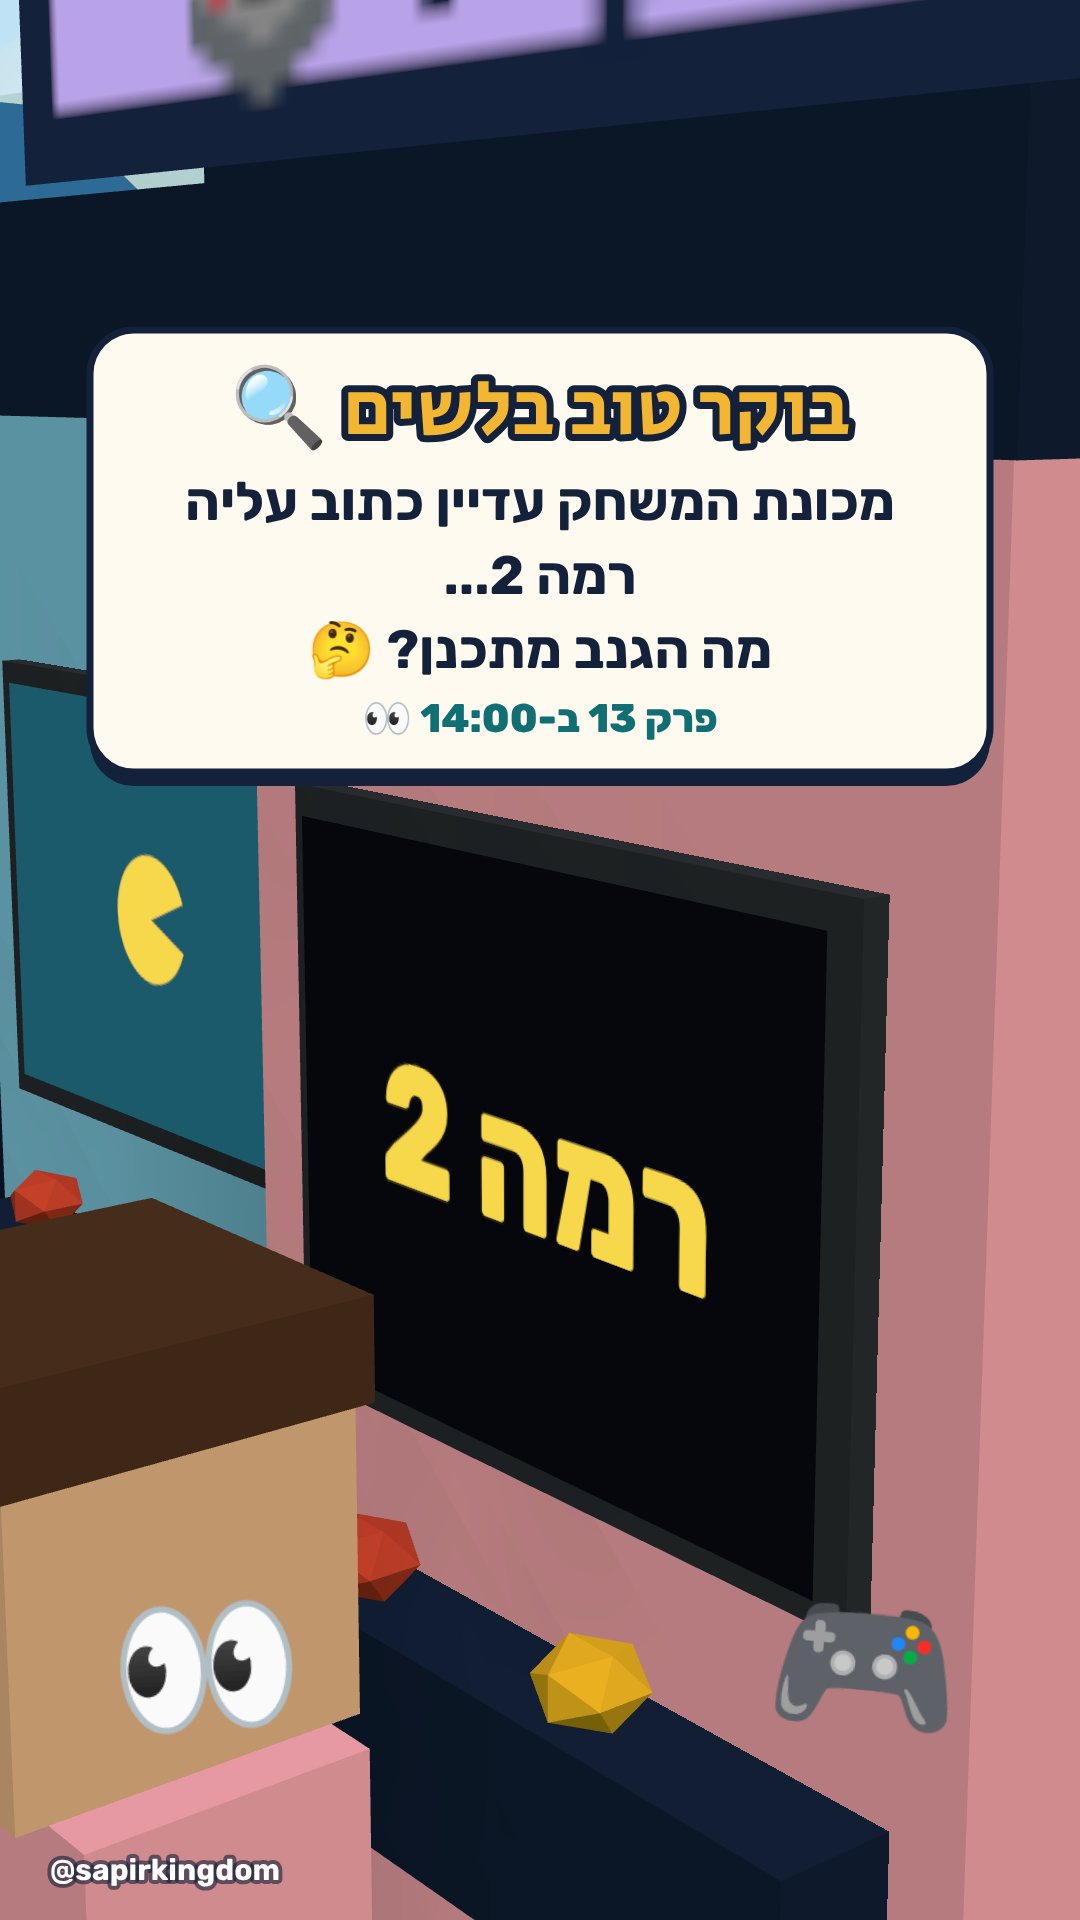 בוקר טוב בלשים 🔍
מכונת המשחק עדיין כתוב עליה
רמה 2...
מה הגנב מתכנן? 🤔
פרק 13 ב-14:00 👀
רמה 2
@sapirkingdom